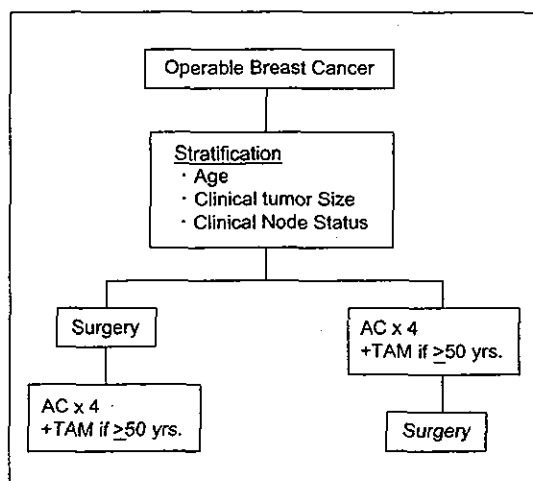 Operable Breast Cancer
Stratification
· Age
· Clinical tumor Size
· Clinical Node Status
Surgery
AC x 4
+TAM if ≥50 yrs.
AC x 4
+TAM if ≥50 yrs.
Surgery